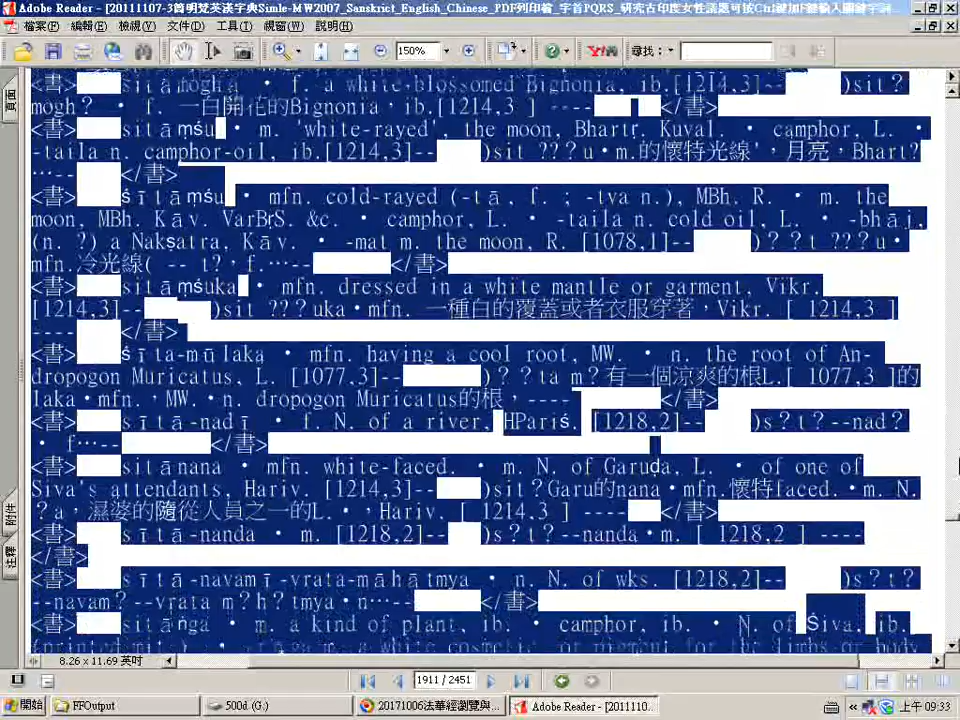 Adobe Reader - [20111107-3簡明梵英漢字典Simle-MW2007_Sanskrict_English_Chinese_PDF列印檔_字首PQRS_研究古印度女性議題可按Ctrl鍵加F鍵輸入關鍵字詞
檔案(F) 編輯(E) 檢視(V) 文件(D) 工具(T) 視窗(W) 說明(H)
150% 尋找：
頁面
附件
註釋
<書> sitāmogha • f. a white-blossomed Bignonia, ib.[1214,3]-- )sit？
mogh？ • f. 一白開花的Bignonia，ib.[1214,3 ] ---- </書>
<書> sitāṃśu • m. 'white-rayed', the moon, Bhartṛ. Kuval. • camphor, L. •
-taila n. camphor-oil, ib.[1214,3]-- )sit ??？u•m.的懷特光線'，月亮，Bhart?
…-- </書>
<書> śītāṃśu • mfn. cold-rayed (-tā, f. ; -tva n.), MBh. R. • m. the
moon, MBh. Kāv. VarBṛS. &c. • camphor, L. • -taila n. cold oil, L. • -bhāj,
(n. ?) a Nakṣatra, Kāv. • -mat m. the moon, R. [1078,1]-- )？？t ??？u•
mfn.冷光線( -- t?，f.…-- </書>
<書> sitāṃśuka • mfn. dressed in a white mantle or garment, Vikr.
[1214,3]-- )sit ??？uka•mfn. 一種白的覆蓋或者衣服穿著，Vikr. [ 1214,3 ]
---- </書>
<書> śīta-mūlaka • mfn. having a cool root, MW. • n. the root of An-
dropogon Muricatus, L. [1077,3]-- )？？ta m？有一個涼爽的根L.[ 1077,3 ]的
laka•mfn.，MW.•n. dropogon Muricatus的根，---- </書>
<書> sītā-nadī • f. N. of a river, HPariś. [1218,2]-- )s？t？--nad？
• f…-- </書>
<書> sitānana • mfn. white-faced. • m. N. of Garuḍa, L. • of one of
Siva's attendants, Hariv. [1214,3]-- )sit？Garu的nana•mfn.懷特faced.•m. N.
？a，濕婆的隨從人員之一的L.•，Hariv. [ 1214,3 ] ---- </書>
<書> sītā-nanda • m. [1218,2]-- )s？t？--nanda•m. [ 1218,2 ] ----
</書>
<書> sītā-navamī-vrata-māhātmya • n. N. of wks. [1218,2]-- )s？t？
--navam？--vrata m？h？tmya•n…-- </書>
<書> sitāṅga • m. a kind of plant, ib. • camphor, ib. • N. of Śiva, ib.
8.26 x 11.69 英吋
1911 / 2451
開始 FFOutput 500d (G:) 20171006法華經瀏覽與... Adobe Reader - [2011110... 上午 09:33